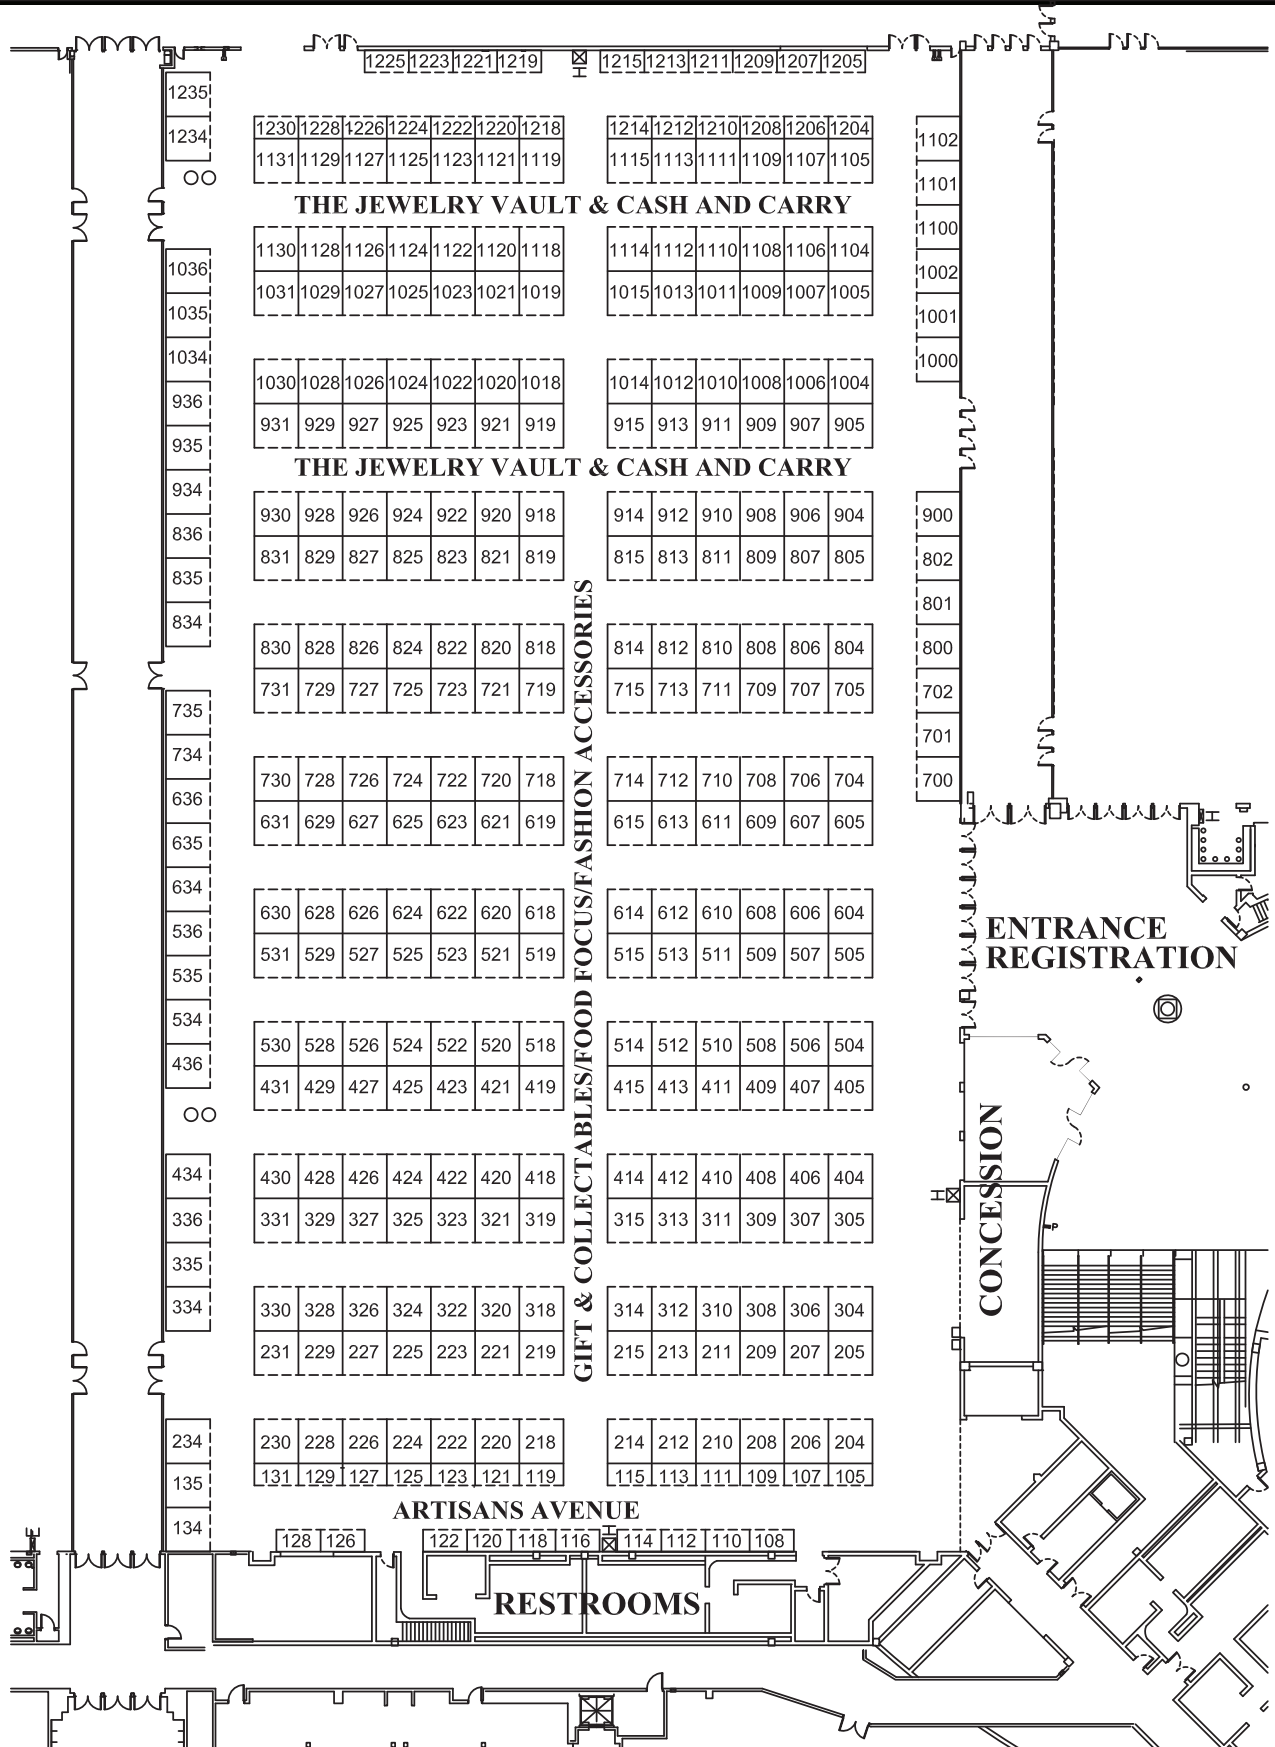 1225 1223 1221 1219 1215 1213 1211 1209 1207 1205
1235
1230 1228 1226 1224 1222 1220 1218 1214 1212 1210 1208 1206 1204
1234 1102
1131 1129 1127 1125 1123 1121 1119 1115 1113 1111 1109 1107 1105
1101
THE JEWELRY VAULT & CASH AND CARRY
1100
1130 1128 1126 1124 1122 1120 1118 1114 1112 1110 1108 1106 1104
1036 1002
1031 1029 1027 1025 1023 1021 1019 1015 1013 1011 1009 1007 1005
1035 1001
1034 1000
1030 1028 1026 1024 1022 1020 1018 1014 1012 1010 1008 1006 1004
936
931 929 927 925 923 921 919 915 913 911 909 907 905
935
THE JEWELRY VAULT & CASH AND CARRY
934
930 928 926 924 922 920 918 914 912 910 908 906 904 900
836
831 829 827 825 823 821 819 815 813 811 809 807 805 802
835
801
834
830 828 826 824 822 820 818 814 812 810 808 806 804 800
731 729 727 725 723 721 719 715 713 711 709 707 705 702
735
701
734
730 728 726 724 722 720 718 714 712 710 708 706 704 700
636
631 629 627 625 623 621 619 615 613 611 609 607 605
635
634
630 628 626 624 622 620 618 614 612 610 608 606 604
536
531 529 527 525 523 521 519 515 513 511 509 507 505
535
534
530 528 526 524 522 520 518 514 512 510 508 506 504
436
431 429 427 425 423 421 419 415 413 411 409 407 405
434
430 428 426 424 422 420 418 414 412 410 408 406 404
336
331 329 327 325 323 321 319 315 313 311 309 307 305
335
334
330 328 326 324 322 320 318 314 312 310 308 306 304
231 229 227 225 223 221 219 215 213 211 209 207 205
234
230 228 226 224 222 220 218 214 212 210 208 206 204
135
131 129 127 125 123 121 119 115 113 111 109 107 105
ARTISANS AVENUE
134
128 126 122 120 118 116 114 112 110 108
RESTROOMS
GIFT & COLLECTABLES/FOOD FOCUS/FASHION ACCESSORIES
ENTRANCE
REGISTRATION
CONCESSION
P